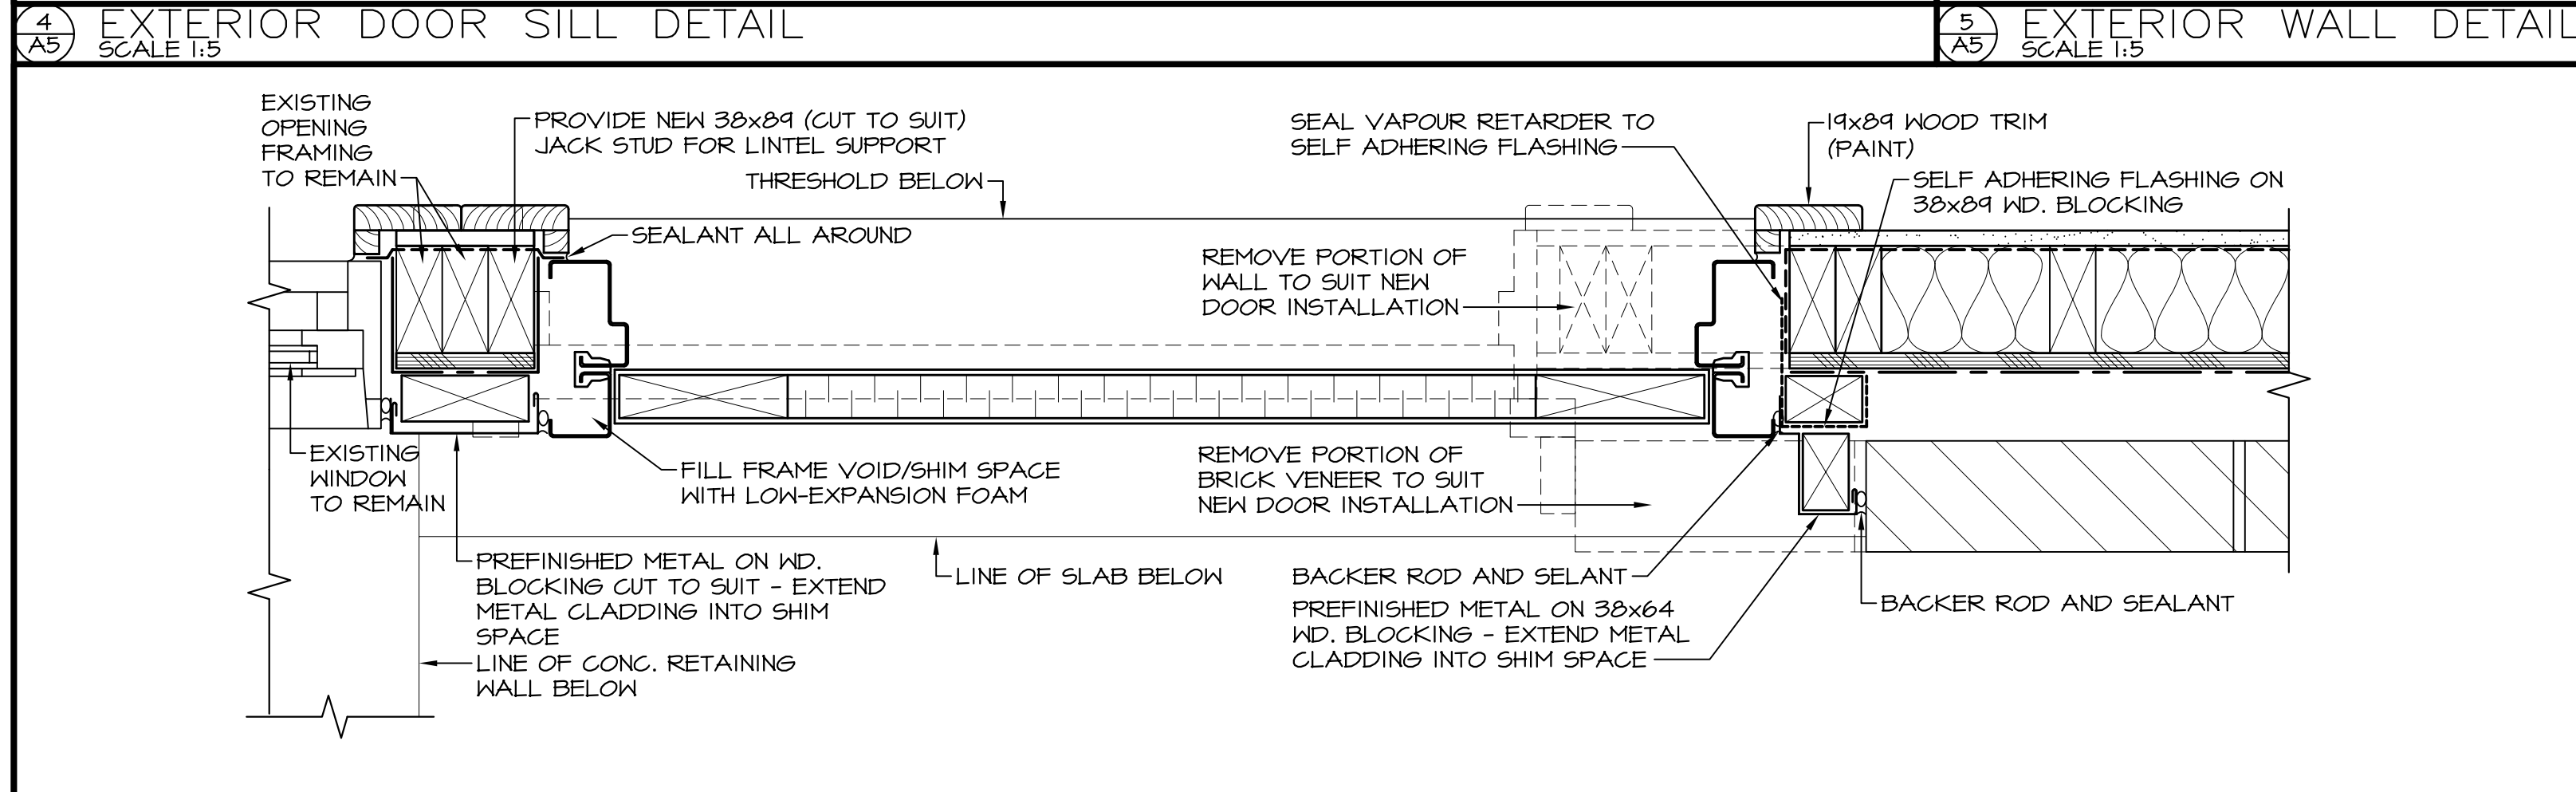 4
A5
EXTERIOR DOOR SILL DETAIL
SCALE 1:5
5
A5
EXTERIOR WALL DETAIL
SCALE 1:5
EXISTING
OPENING
FRAMING
TO REMAIN
PROVIDE NEW 38x89 (CUT TO SUIT)
JACK STUD FOR LINTEL SUPPORT
THRESHOLD BELOW
SEALANT ALL AROUND
SEAL VAPOUR RETARDER TO
SELF ADHERING FLASHING
19x89 WOOD TRIM
(PAINT)
SELF ADHERING FLASHING ON
38x89 WD. BLOCKING
REMOVE PORTION OF
WALL TO SUIT NEW
DOOR INSTALLATION
EXISTING
WINDOW
TO REMAIN
FILL FRAME VOID/SHIM SPACE
WITH LOW-EXPANSION FOAM
REMOVE PORTION OF
BRICK VENEER TO SUIT
NEW DOOR INSTALLATION
PREFINISHED METAL ON WD.
BLOCKING CUT TO SUIT - EXTEND
METAL CLADDING INTO SHIM
SPACE
LINE OF CONC. RETAINING
WALL BELOW
LINE OF SLAB BELOW
BACKER ROD AND SELANT
PREFINISHED METAL ON 38x64
WD. BLOCKING - EXTEND METAL
CLADDING INTO SHIM SPACE
BACKER ROD AND SEALANT